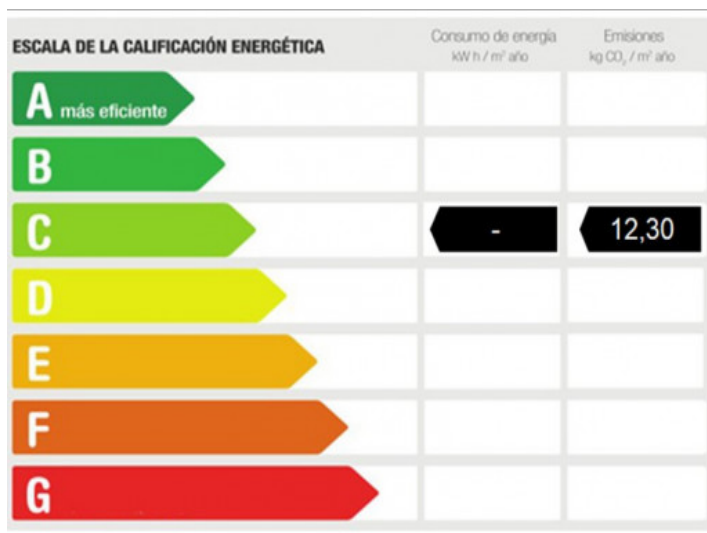 ESCALA DE LA CALIFICACIÓN ENERGÉTICA
Consumo de energía
kW h / m² año
Emisiones
kg CO₂ / m² año
A más eficiente
B
C
-
12,30
D
E
F
G